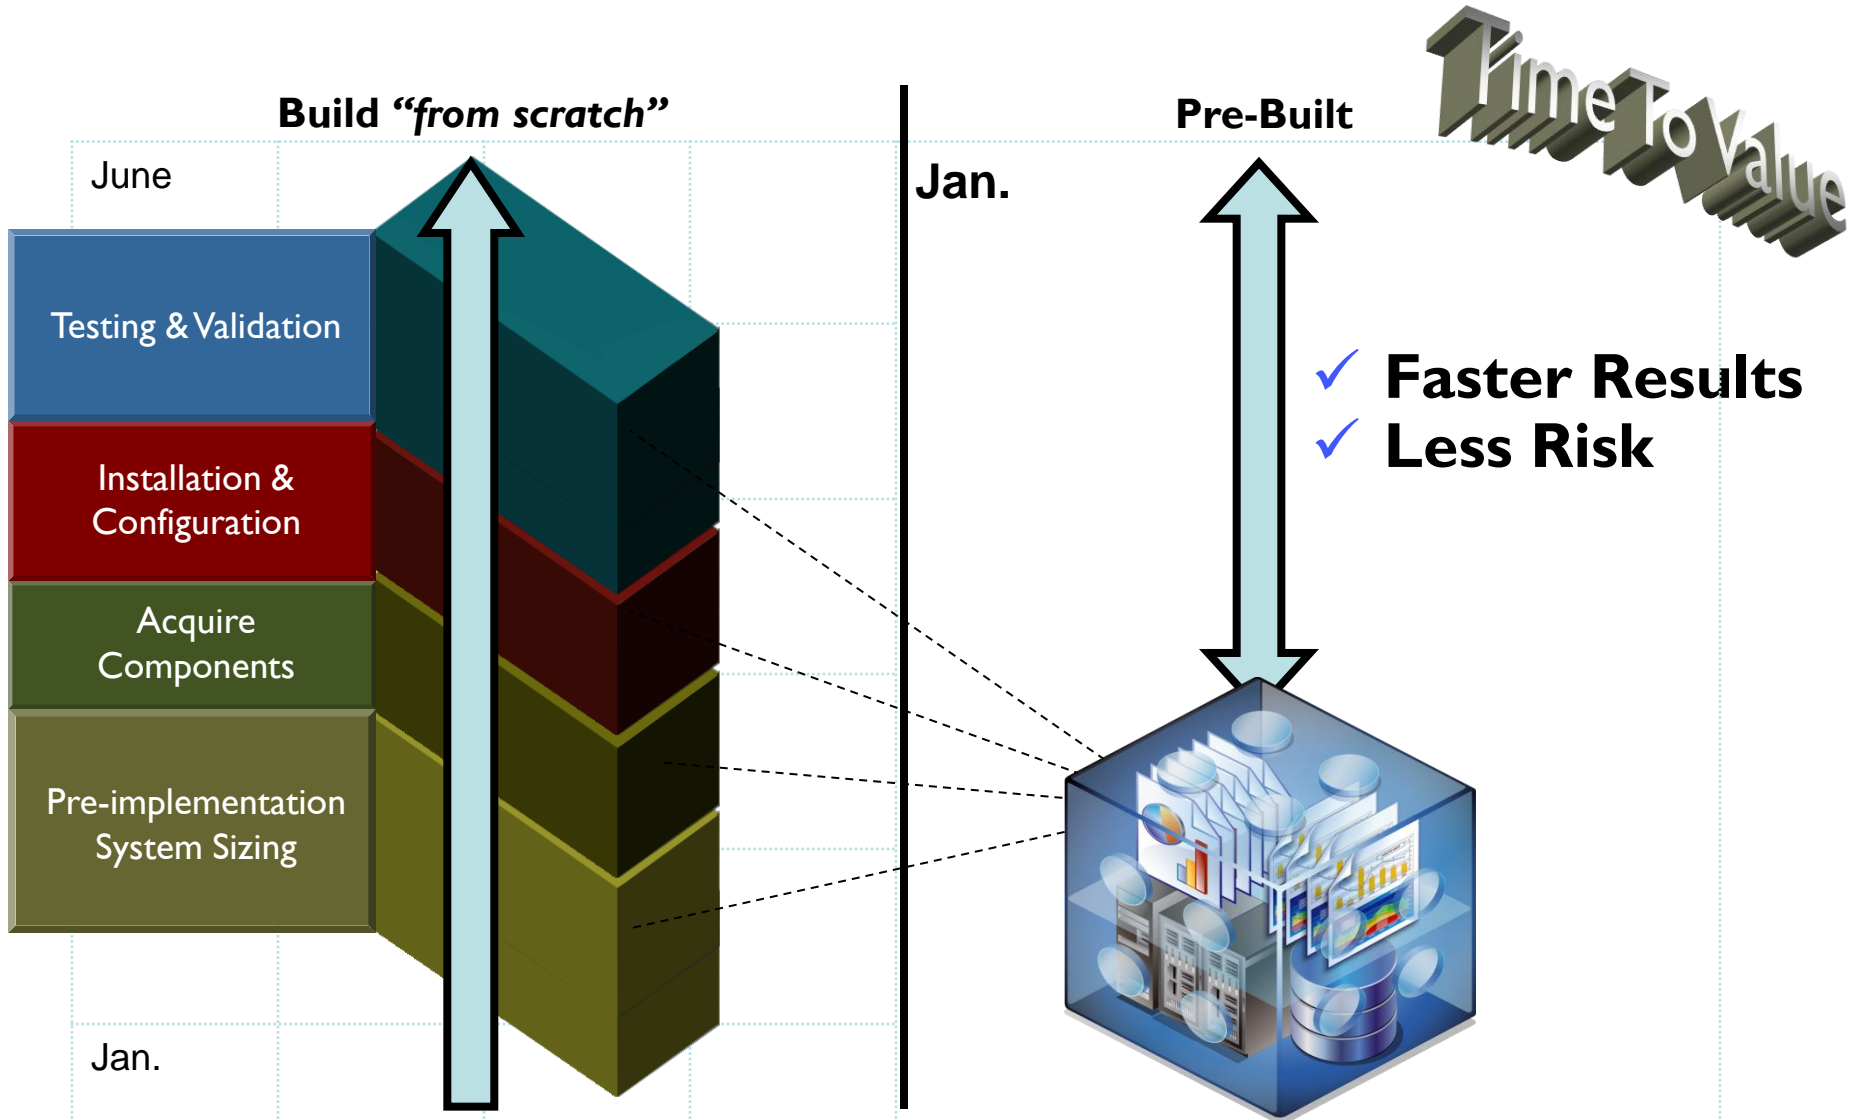 Time To Value
Build “from scratch”
Pre-Built
June
Jan.
Testing & Validation
Installation &
Configuration
Acquire
Components
Pre-implementation
System Sizing
Jan.
✓ Faster Results
✓ Less Risk